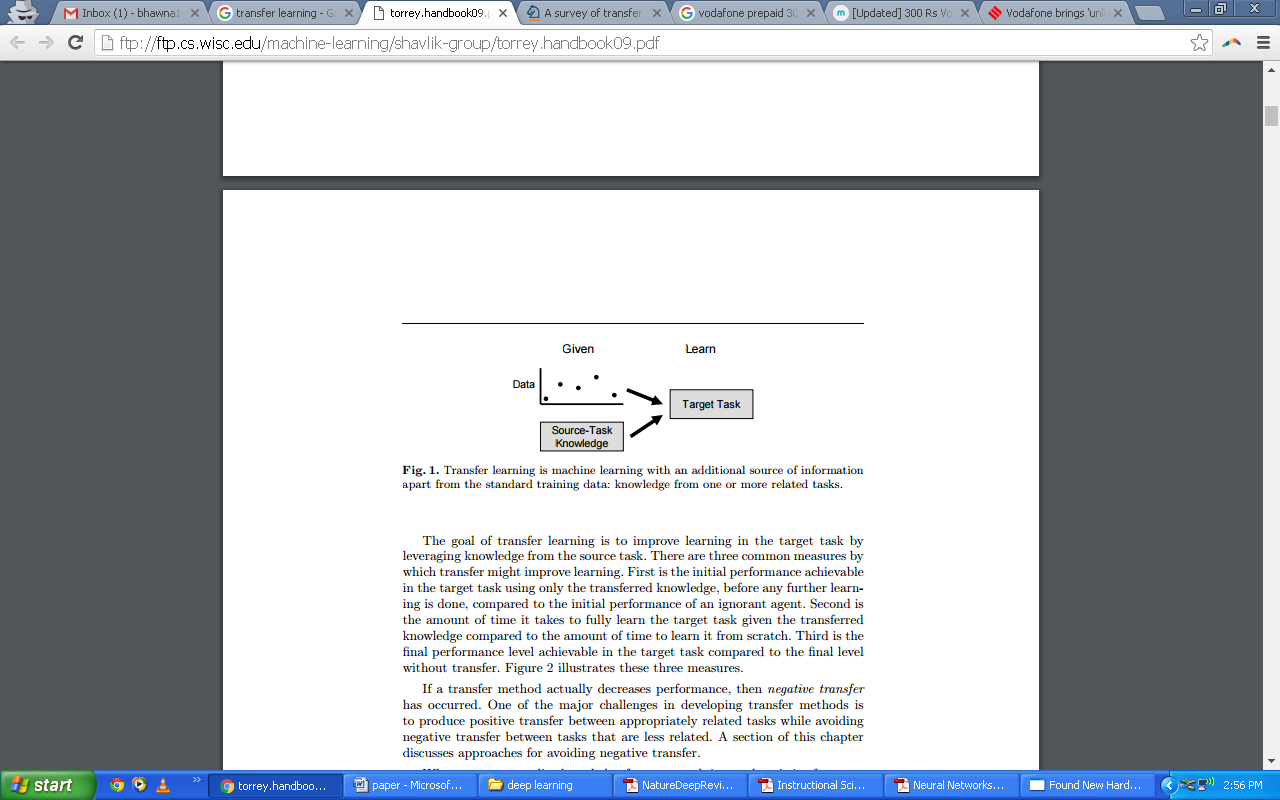 Inbox (1) - bhawna1
transfer learning - G
torrey.handbook09.p
A survey of transfer
vodafone prepaid 30
[Updated] 300 Rs Vo
Vodafone brings 'unl
ftp://ftp.cs.wisc.edu/machine-learning/shavlik-group/torrey.handbook09.pdf
Given
Learn
Data
Target Task
Source-Task
Knowledge
Fig. 1. Transfer learning is machine learning with an additional source of information
apart from the standard training data: knowledge from one or more related tasks.
The goal of transfer learning is to improve learning in the target task by
leveraging knowledge from the source task. There are three common measures by
which transfer might improve learning. First is the initial performance achievable
in the target task using only the transferred knowledge, before any further learn-
ing is done, compared to the initial performance of an ignorant agent. Second is
the amount of time it takes to fully learn the target task given the transferred
knowledge compared to the amount of time to learn it from scratch. Third is the
final performance level achievable in the target task compared to the final level
without transfer. Figure 2 illustrates these three measures.
If a transfer method actually decreases performance, then negative transfer
has occurred. One of the major challenges in developing transfer methods is
to produce positive transfer between appropriately related tasks while avoiding
negative transfer between tasks that are less related. A section of this chapter
discusses approaches for avoiding negative transfer.
start
torrey.handboo...
paper - Microsof...
deep learning
NatureDeepRevi...
Instructional Sci...
Neural Networks...
Found New Hard...
2:56 PM